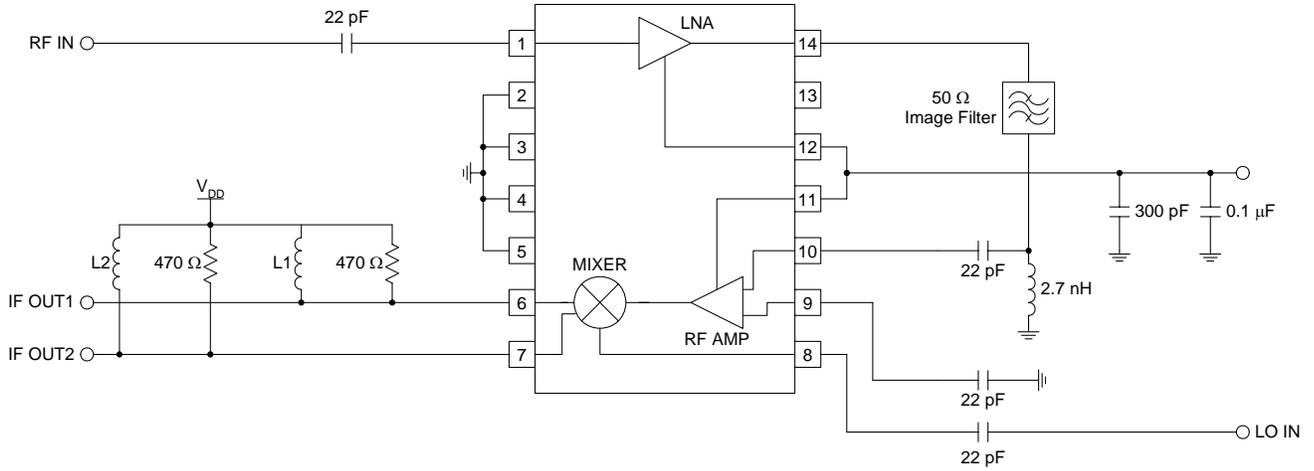 22 pF
LNA
RF IN
1
14
2
13
50 Ω
Image Filter
3
12
4
11
300 pF
0.1 μF
VDD
5
10
22 pF
L2
470 Ω
L1
470 Ω
MIXER
2.7 nH
IF OUT1
6
9
RF AMP
IF OUT2
7
8
22 pF
LO IN
22 pF